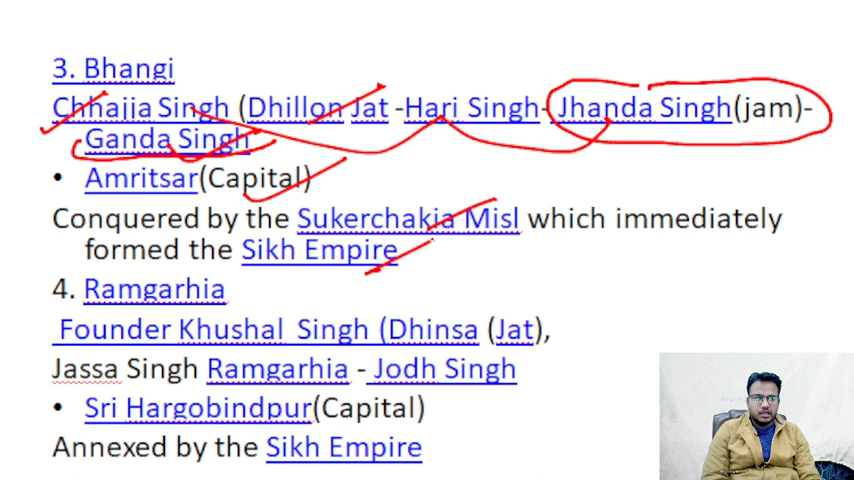 3. Bhangi
Chhajja Singh (Dhillon Jat -Hari Singh- Jhanda Singh(jam)-
Ganda Singh
• Amritsar(Capital)
Conquered by the Sukerchakia Misl which immediately
formed the Sikh Empire
4. Ramgarhia
Founder Khushal Singh (Dhinsa (Jat),
Jassa Singh Ramgarhia - Jodh Singh
• Sri Hargobindpur(Capital)
Annexed by the Sikh Empire